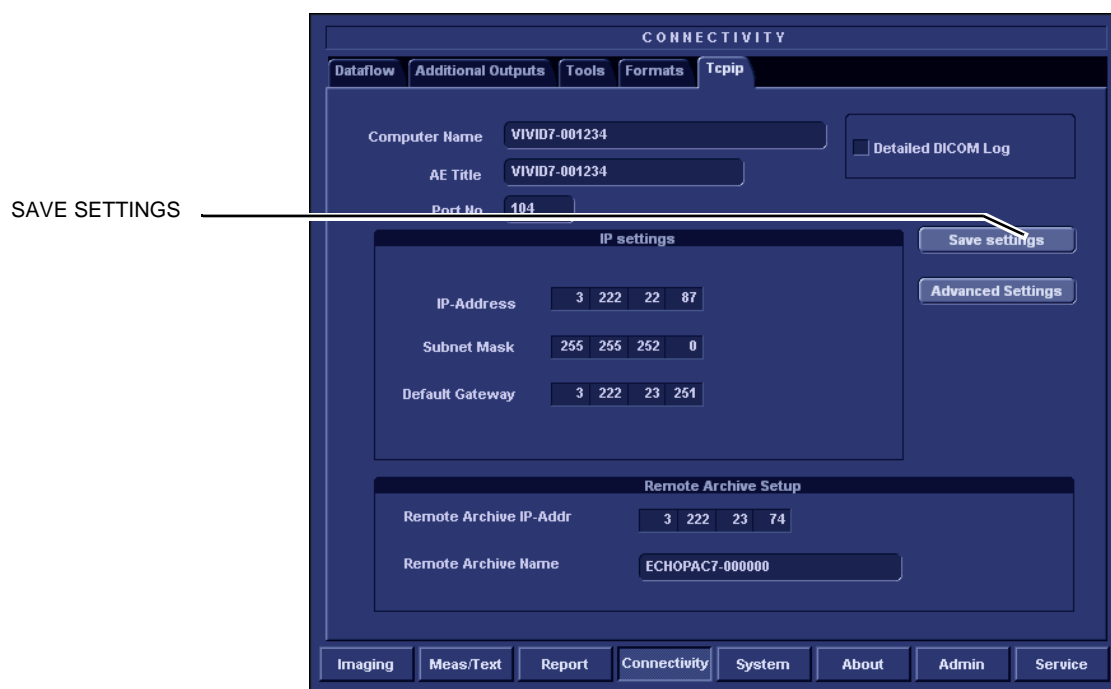 CONNECTIVITY
Dataflow Additional Outputs Tools Formats Tcpip
Computer Name VIVID7-001234
Detailed DICOM Log
AE Title VIVID7-001234
Port No 104
SAVE SETTINGS
IP settings
Save settings
IP-Address 3 222 22 87
Advanced Settings
Subnet Mask 255 255 252 0
Default Gateway 3 222 23 251
Remote Archive Setup
Remote Archive IP-Addr 3 222 23 74
Remote Archive Name ECHOPAC7-000000
Imaging Meas/Text Report Connectivity System About Admin Service